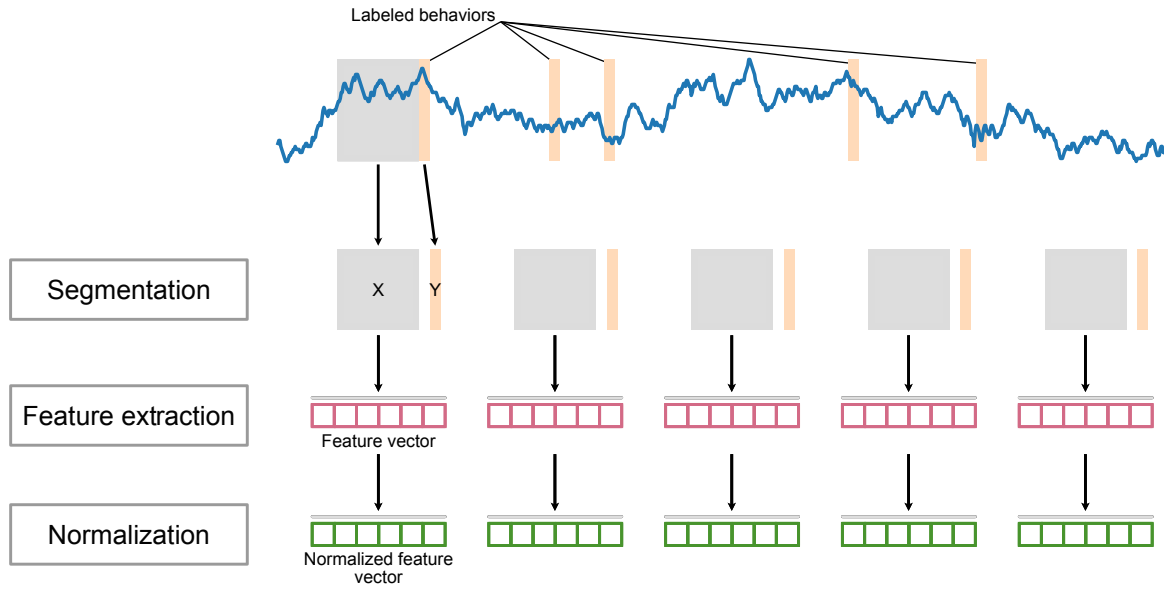 Labeled behaviors
Segmentation
X
Y
Feature extraction
Feature vector
Normalization
Normalized feature
vector